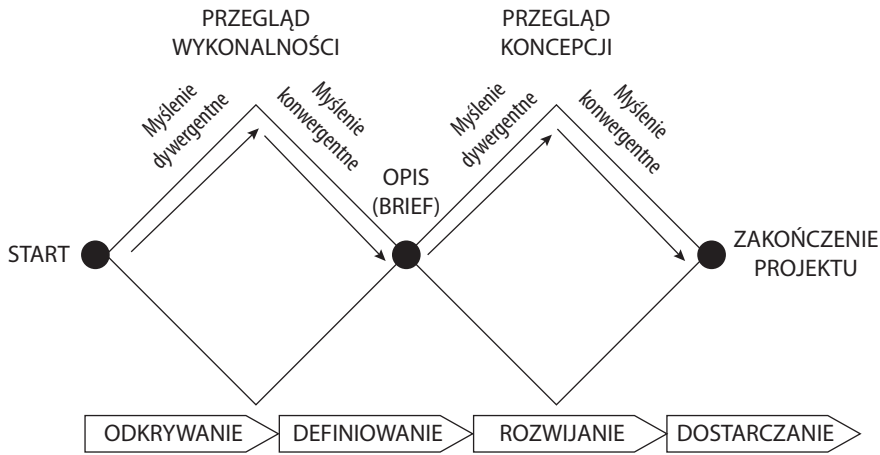 PRZEGLĄD
WYKONALNOŚCI
PRZEGLĄD
KONCEPCJI
Myślenie
dywergentne
Myślenie
konwergentne
Myślenie
dywergentne
Myślenie
konwergentne
OPIS
(BRIEF)
START
ZAKOŃCZENIE
PROJEKTU
ODKRYWANIE
DEFINIOWANIE
ROZWIJANIE
DOSTARCZANIE